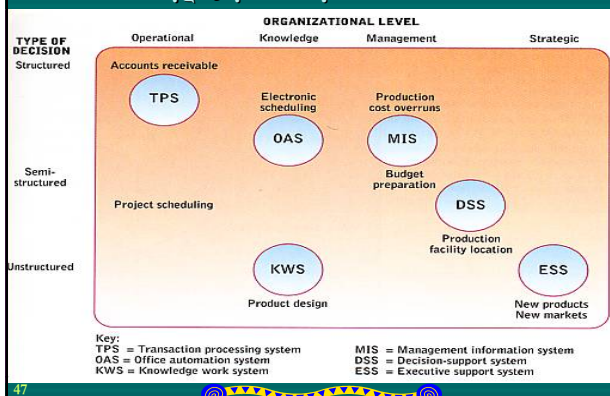 ORGANIZATIONAL LEVEL
TYPE OF
DECISION
Operational Knowledge Management Strategic
Structured
Accounts receivable
TPS
Electronic
scheduling
OAS
Production
cost overruns
MIS
Budget
preparation
Semi-
structured
Project scheduling
DSS
Production
facility location
Unstructured
KWS
Product design
ESS
New products
New markets
Key:
TPS = Transaction processing system
OAS = Office automation system
KWS = Knowledge work system
MIS = Management information system
DSS = Decision-support system
ESS = Executive support system
47